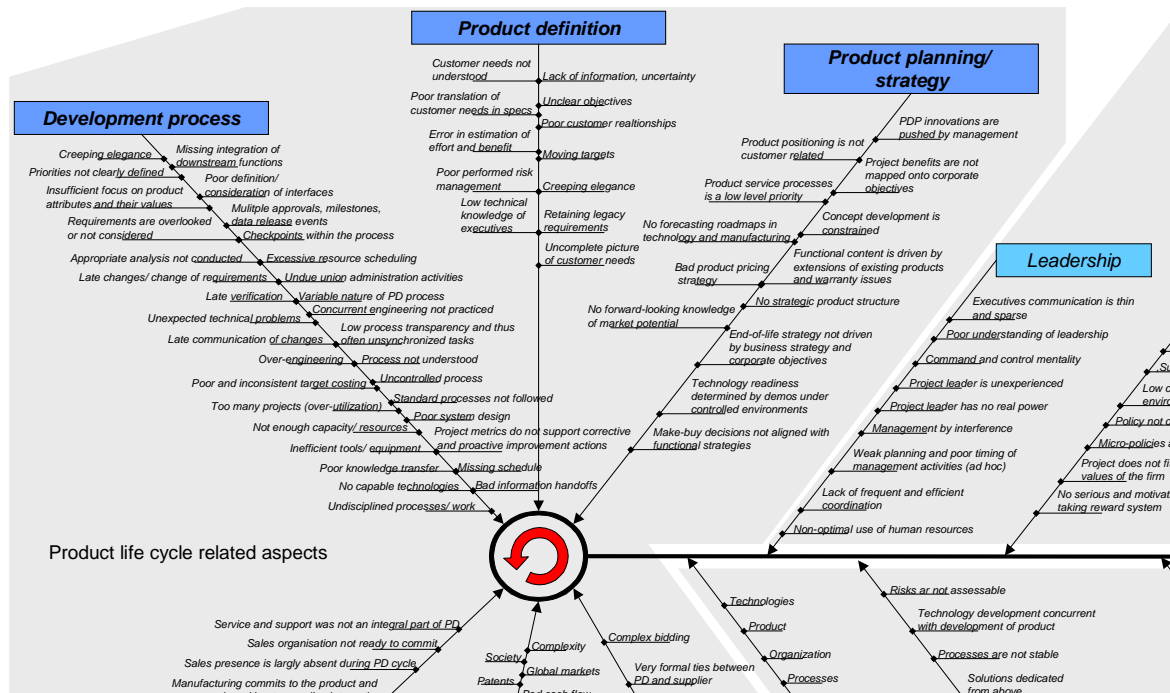 Product definition
Customer needs not
understood
Lack of information, uncertainty
Unclear objectives
Poor translation of
customer needs in specs
Poor customer realtionships
Error in estimation of
effort and benefit
Moving targets
Poor performed risk
management
Creeping elegance
Low technical
knowledge of
executives
Retaining legacy
requirements
Uncomplete picture
of customer needs
Product planning/
strategy
PDP innovations are
pushed by management
Product positioning is not
customer related
Project benefits are not
mapped onto corporate
objectives
Product service processes
is a low level priority
Concept development is
constrained
No forecasting roadmaps in
technology and manufacturing
Functional content is driven by
extensions of existing products
and warranty issues
Bad product pricing
strategy
No strategic product structure
No forward-looking knowledge
of market potential
End-of-life strategy not driven
by business strategy and
corporate objectives
Technology readiness
determined by demos under
controlled environments
Make-buy decisions not aligned with
functional strategies
Development process
Creeping elegance
Missing integration of
downstream functions
Priorities not clearly defined
Poor definition/
consideration of interfaces
Insufficient focus on product
attributes and their values
Mulitple approvals, milestones,
data release events
Requirements are overlooked
or not considered
Checkpoints within the process
Appropriate analysis not conducted
Excessive resource scheduling
Late changes/ change of requirements
Undue union administration activities
Late verification
Variable nature of PD process
Concurrent engineering not practiced
Unexpected technical problems
Low process transparency and thus
often unsynchronized tasks
Late communication of changes
Over-engineering
Process not understood
Uncontrolled process
Poor and inconsistent target costing
Standard processes not followed
Too many projects (over-utilization)
Poor system design
Not enough capacity/ resources
Project metrics do not support corrective
and proactive improvement actions
Inefficient tools/ equipment
Poor knowledge transfer
Missing schedule
No capable technologies
Bad information handoffs
Undisciplined processes/ work
Leadership
Executives communication is thin
and sparse
Poor understanding of leadership
Command and control mentality
Project leader is unexperienced
Project leader has no real power
Management by interference
Weak planning and poor timing of
management activities (ad hoc)
Lack of frequent and efficient
coordination
Non-optimal use of human resources
Low
Policy not
Micro-policies
Project does not
values of the firm
No serious and
taking reward system
Product life cycle related aspects
Service and support was not an integral part of PD
Sales organisation not ready to commit
Sales presence is largely absent during PD cycle
Manufacturing commits to the product and
Complexity
Society
Global markets
Patents
Bad cash flow
Complex bidding
Very formal ties between
PD and supplier
Technologies
Product
Organization
Processes
Risks ar not assessable
Technology development concurrent
with development of product
Processes are not stable
Solutions dedicated
from above